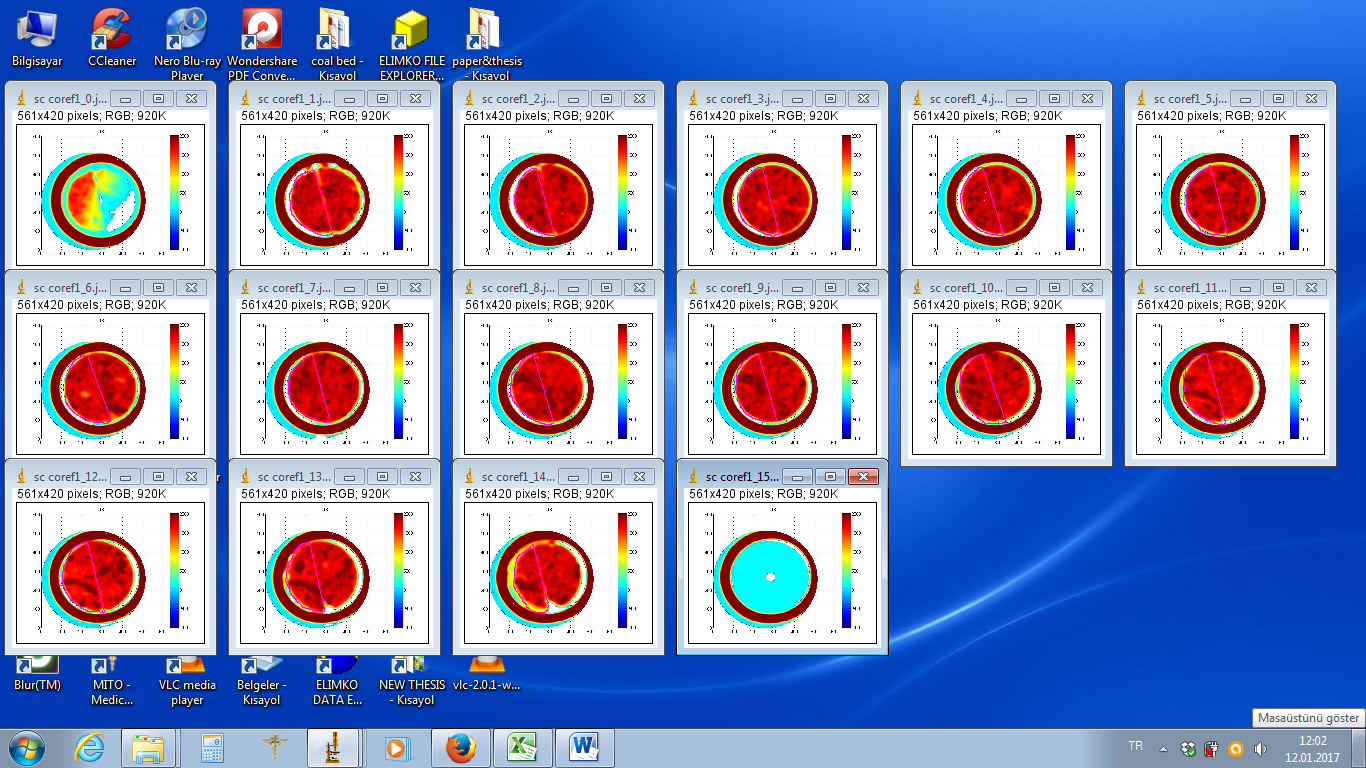 Bilgisayar
CCleaner
Nero Blu-ray
Player
Wondershare
PDF Conve...
coal bed -
Kısayol
ELIMKO FILE
EXPLORER...
paper&thesis
- Kısayol
sc coref1_0.j...
sc coref1_1.j...
sc coref1_2.j...
sc coref1_3.j...
sc coref1_4.j...
sc coref1_5.j...
561x420 pixels; RGB; 920K
561x420 pixels; RGB; 920K
561x420 pixels; RGB; 920K
561x420 pixels; RGB; 920K
561x420 pixels; RGB; 920K
561x420 pixels; RGB; 920K
sc coref1_6.j...
sc coref1_7.j...
sc coref1_8.j...
sc coref1_9.j...
sc coref1_10...
sc coref1_11...
561x420 pixels; RGB; 920K
561x420 pixels; RGB; 920K
561x420 pixels; RGB; 920K
561x420 pixels; RGB; 920K
561x420 pixels; RGB; 920K
561x420 pixels; RGB; 920K
sc coref1_12...
sc coref1_13...
sc coref1_14...
sc coref1_15...
561x420 pixels; RGB; 920K
561x420 pixels; RGB; 920K
561x420 pixels; RGB; 920K
561x420 pixels; RGB; 920K
Blur(TM)
MITO -
Medic...
VLC media
player
Belgeler -
Kısayol
ELIMKO
DATA E...
NEW THESIS
- Kısayol
vlc-2.0.1-w...
Masaüstünü göster
TR
12:02
12.01.2017